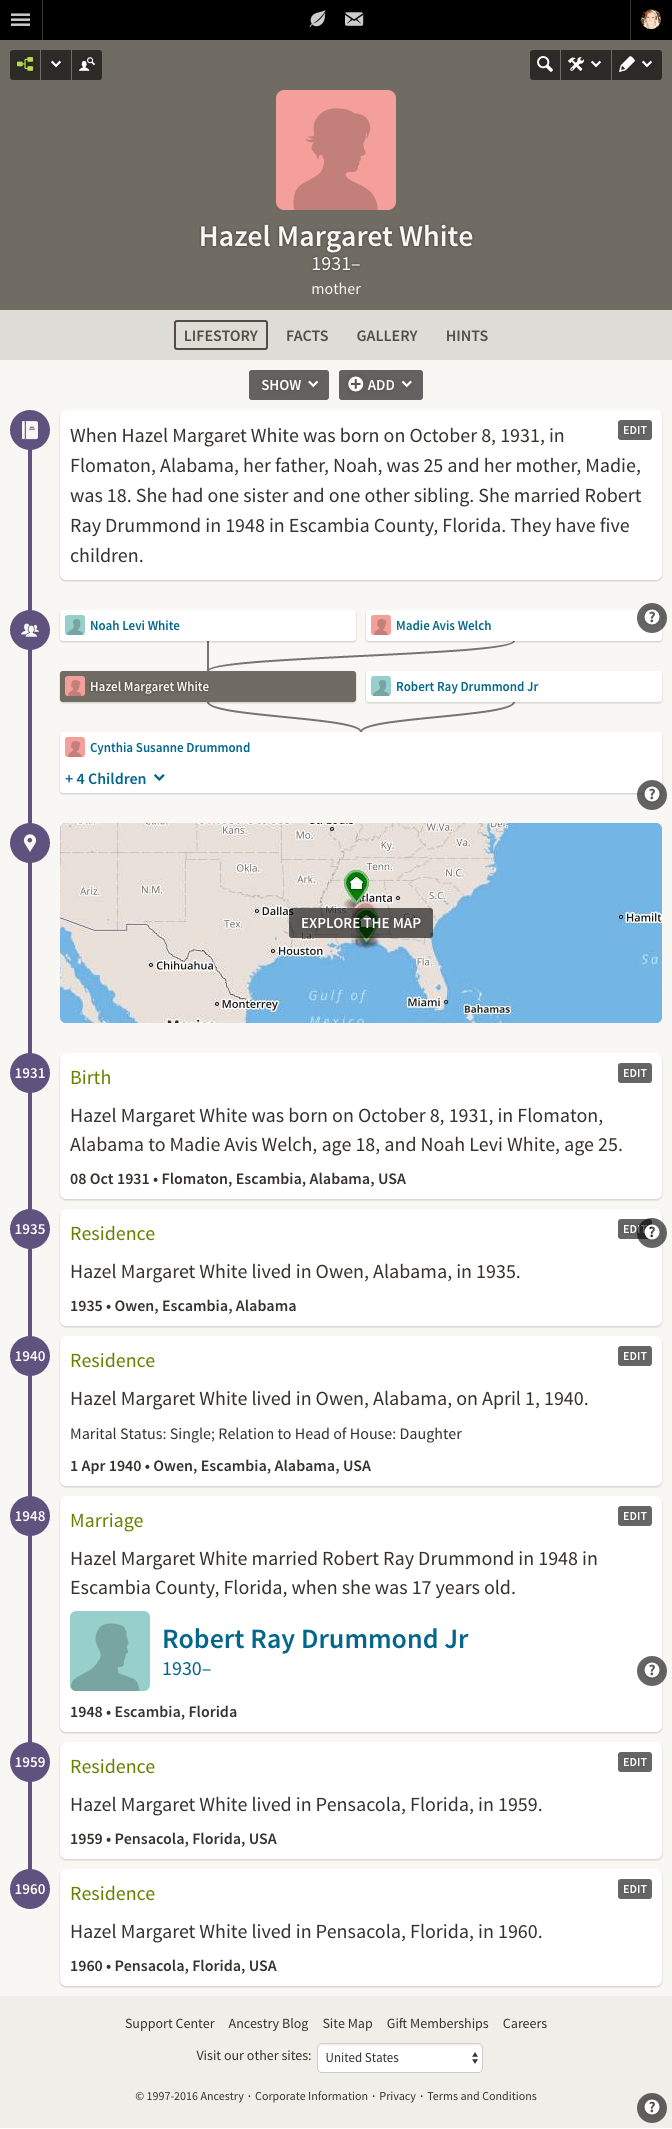 Hazel Margaret White
1931–
mother
LIFESTORY FACTS GALLERY HINTS
SHOW ADD
EDIT
When Hazel Margaret White was born on October 8, 1931, in
Flomaton, Alabama, her father, Noah, was 25 and her mother, Madie,
was 18. She had one sister and one other sibling. She married Robert
Ray Drummond in 1948 in Escambia County, Florida. They have five
children.
Noah Levi White Madie Avis Welch
?
Hazel Margaret White Robert Ray Drummond Jr
Cynthia Susanne Drummond
+ 4 Children
?
Kans. Mo. W.Va. Del.
Ky. Va.
Okla. Tenn.
Ark. N.C.
Ariz. N.M. S.C.
Dallas Miss.
Hamilt
Tex.
EXPLORE THE MAP
La.
Houston
Chihuahua Fla. Sa
Gulf of
Monterrey Miami
Bahamas
Mexico
1931
Birth
EDIT
Hazel Margaret White was born on October 8, 1931, in Flomaton,
Alabama to Madie Avis Welch, age 18, and Noah Levi White, age 25.
08 Oct 1931 • Flomaton, Escambia, Alabama, USA
1935
Residence
?
Hazel Margaret White lived in Owen, Alabama, in 1935.
1935 • Owen, Escambia, Alabama
1940
Residence
EDIT
Hazel Margaret White lived in Owen, Alabama, on April 1, 1940.
Marital Status: Single; Relation to Head of House: Daughter
1 Apr 1940 • Owen, Escambia, Alabama, USA
1948
Marriage
EDIT
Hazel Margaret White married Robert Ray Drummond in 1948 in
Escambia County, Florida, when she was 17 years old.
Robert Ray Drummond Jr
1930–
?
1948 • Escambia, Florida
1959
Residence
EDIT
Hazel Margaret White lived in Pensacola, Florida, in 1959.
1959 • Pensacola, Florida, USA
1960
Residence
EDIT
Hazel Margaret White lived in Pensacola, Florida, in 1960.
1960 • Pensacola, Florida, USA
Support Center Ancestry Blog Site Map Gift Memberships Careers
Visit our other sites: United States
© 1997-2016 Ancestry · Corporate Information · Privacy · Terms and Conditions
?